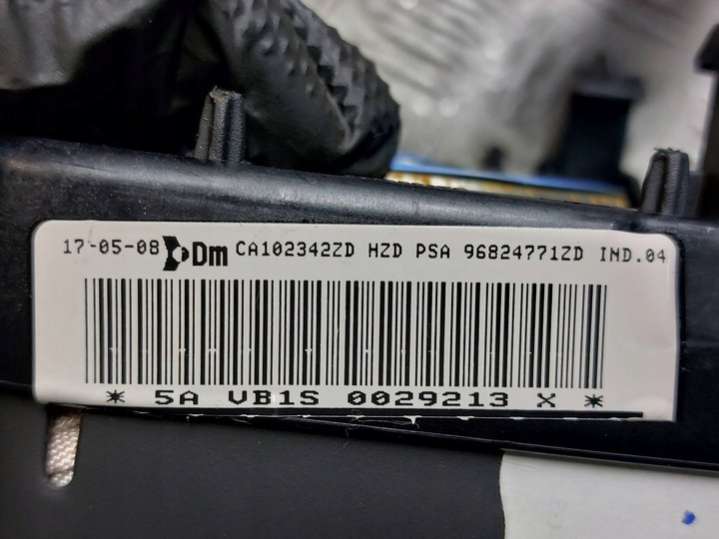 17-05-08 Dm CA102342ZD HZD PSA 96824771ZD IND.04
* 5A VB1S 0029213 X *